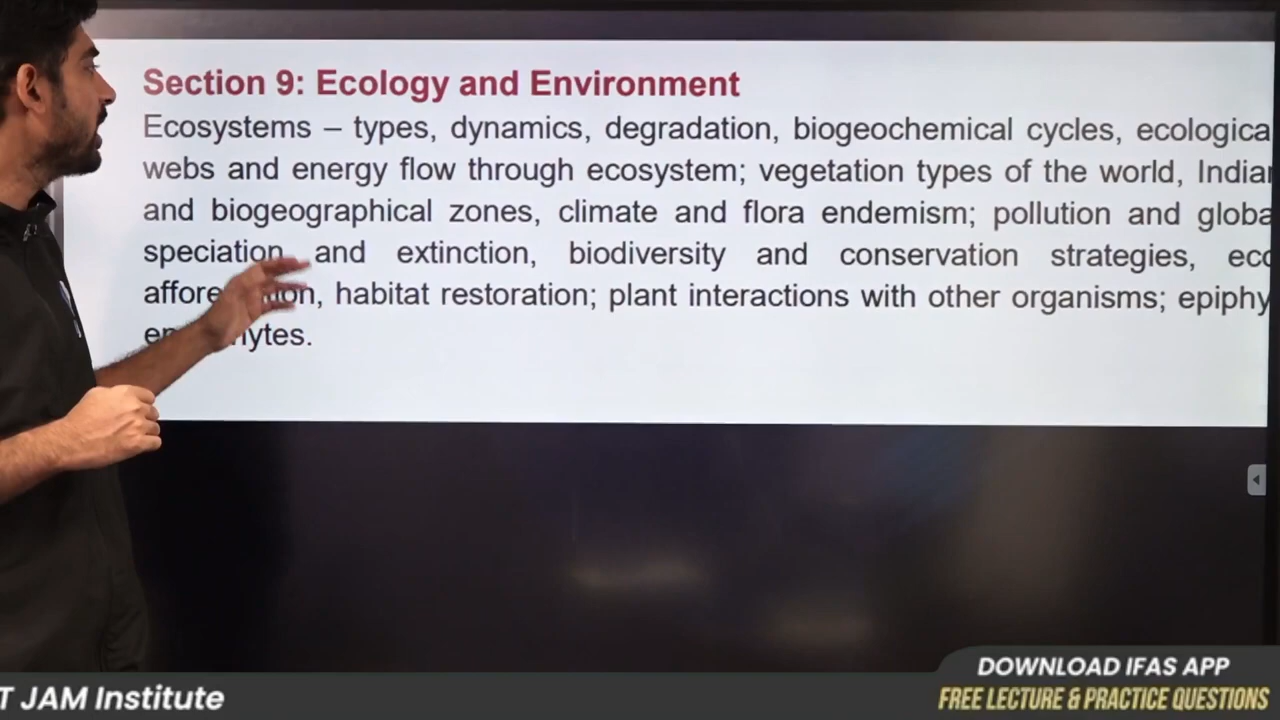 Section 9: Ecology and Environment
Ecosystems – types, dynamics, degradation, biogeochemical cycles, ecologica
webs and energy flow through ecosystem; vegetation types of the world, India
and biogeographical zones, climate and flora endemism; pollution and globa
speciation and extinction, biodiversity and conservation strategies, eco
habitat restoration; plant interactions with other organisms; epiphy
DOWNLOAD IFAS APP
T JAM Institute
FREE LECTURE & PRACTICE QUESTIONS